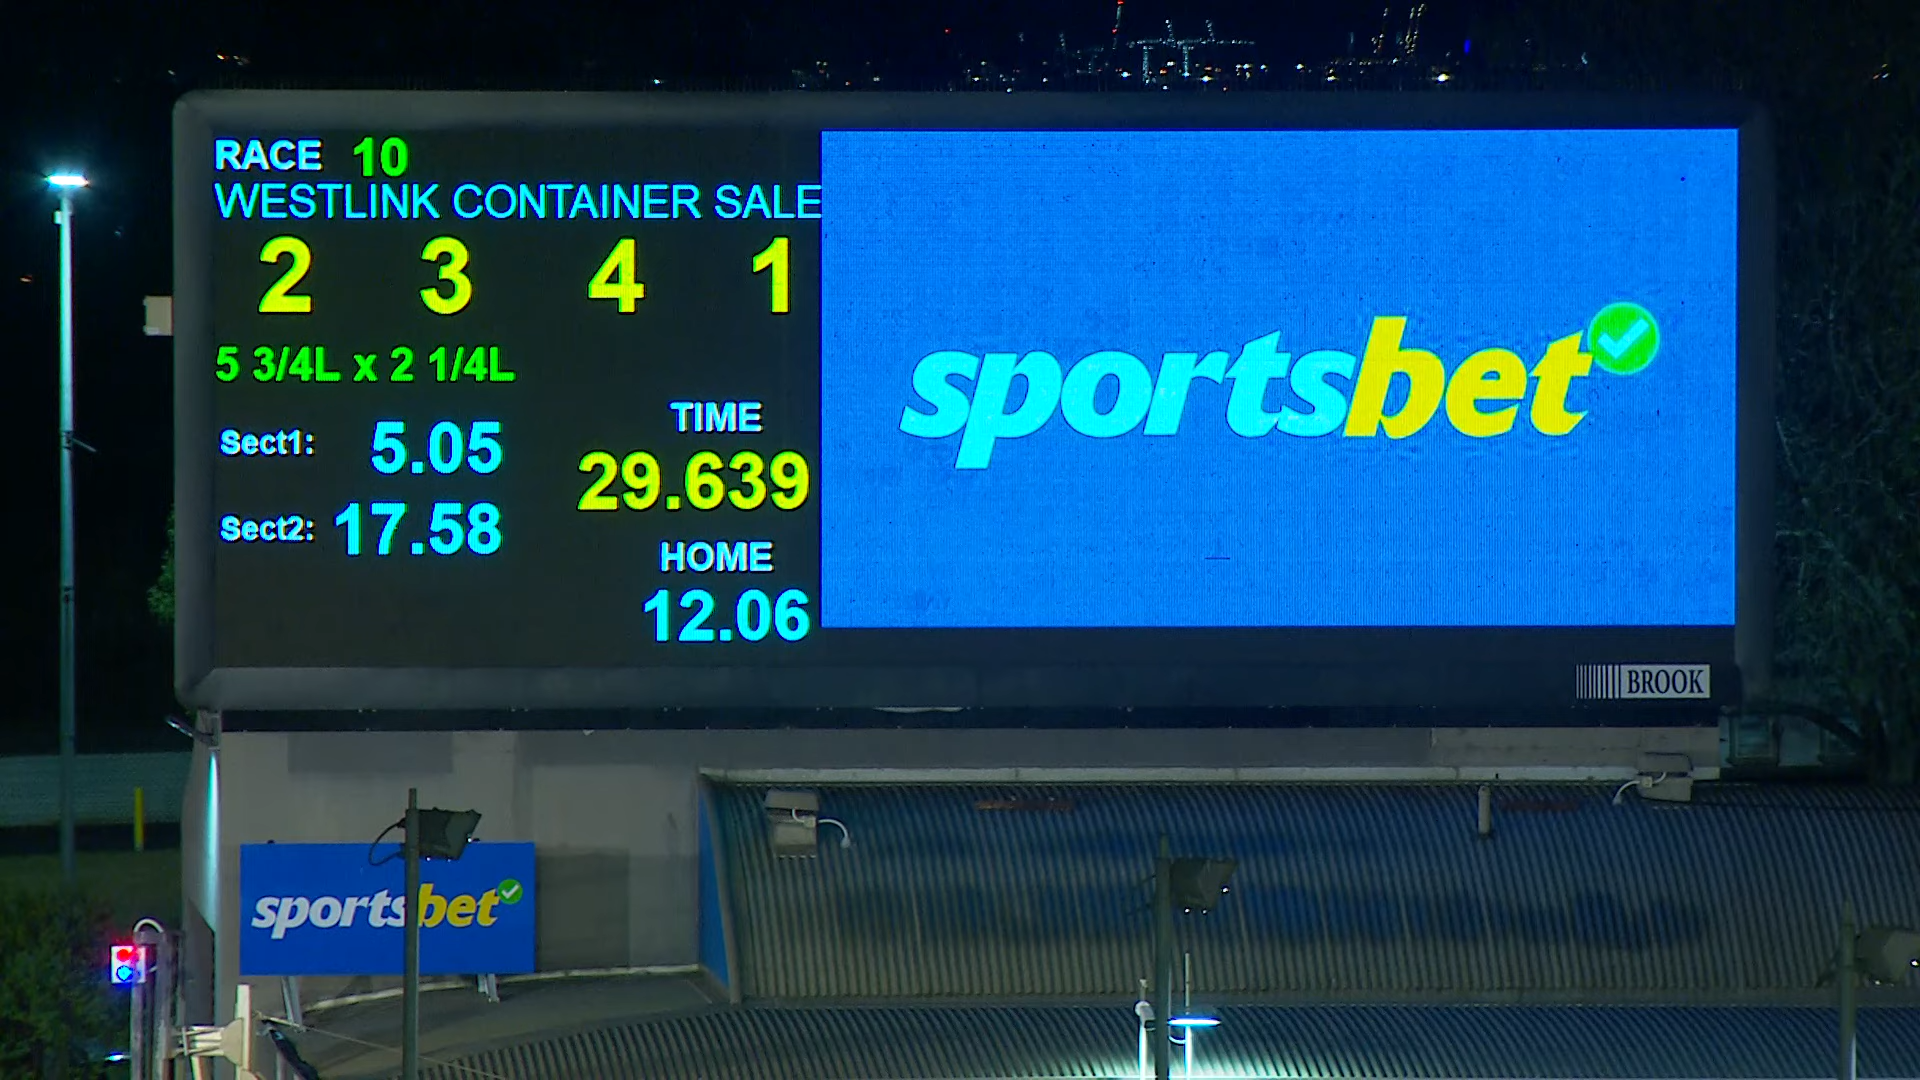 RACE 10
WESTLINK CONTAINER SALE
2 3 4 1
5 3/4L x 2 1/4L
Sect1: 5.05
Sect2: 17.58
TIME
29.639
HOME
12.06
sportsbet
BROOK
sportsbet